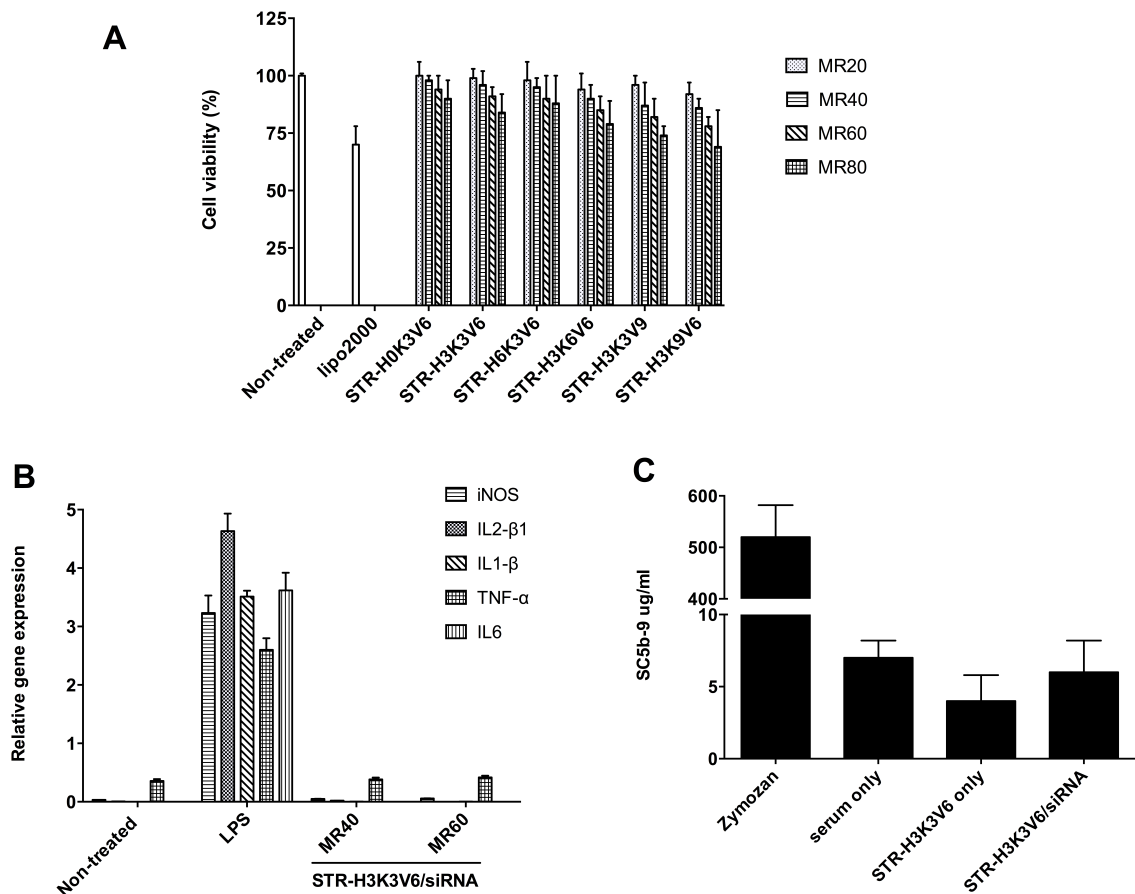 A
Cell viability (%)
125
100
75
50
25
0
Non-treated
lipo2000
STR-H0K3V6
STR-H3K3V6
STR-H6K3V6
STR-H3K6V6
STR-H3K3V9
STR-H3K9V6
MR20
MR40
MR60
MR80
B
Relative gene expression
5
4
3
2
1
0
Non-treated
LPS
MR40
MR60
STR-H3K3V6/siRNA
iNOS
IL2-β1
IL1-β
TNF-α
IL6
C
SC5b-9 ug/ml
600
500
400
10
5
0
Zymozan
serum only
STR-H3K3V6 only
STR-H3K3V6/siRNA